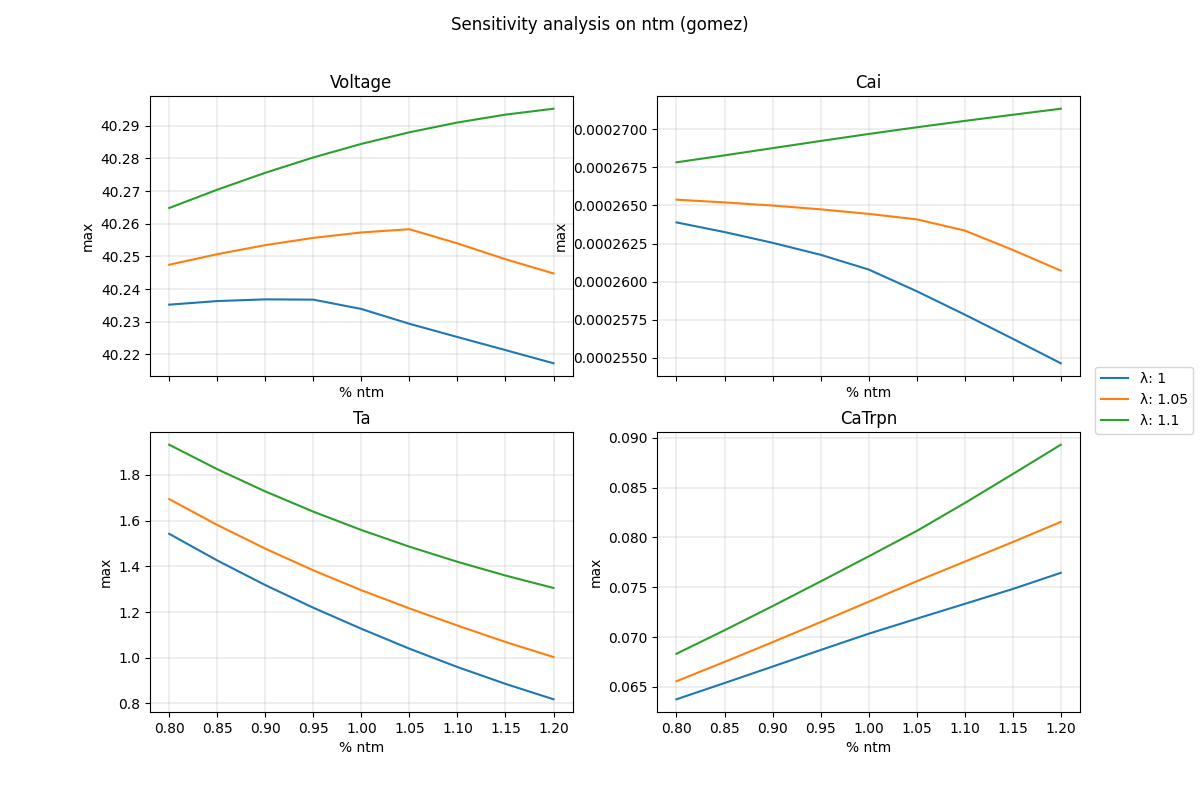 Sensitivity analysis on ntm (gomez)
Voltage
40.29
40.28
40.27
40.26
40.25
40.24
40.23
40.22
max
% ntm
Cai
0.0002700
0.0002675
0.0002650
0.0002625
0.0002600
0.0002575
0.0002550
max
% ntm
λ: 1
λ: 1.05
λ: 1.1
Ta
1.8
1.6
1.4
1.2
1.0
0.8
max
0.80 0.85 0.90 0.95 1.00 1.05 1.10 1.15 1.20
% ntm
CaTrpn
0.090
0.085
0.080
0.075
0.070
0.065
max
0.80 0.85 0.90 0.95 1.00 1.05 1.10 1.15 1.20
% ntm